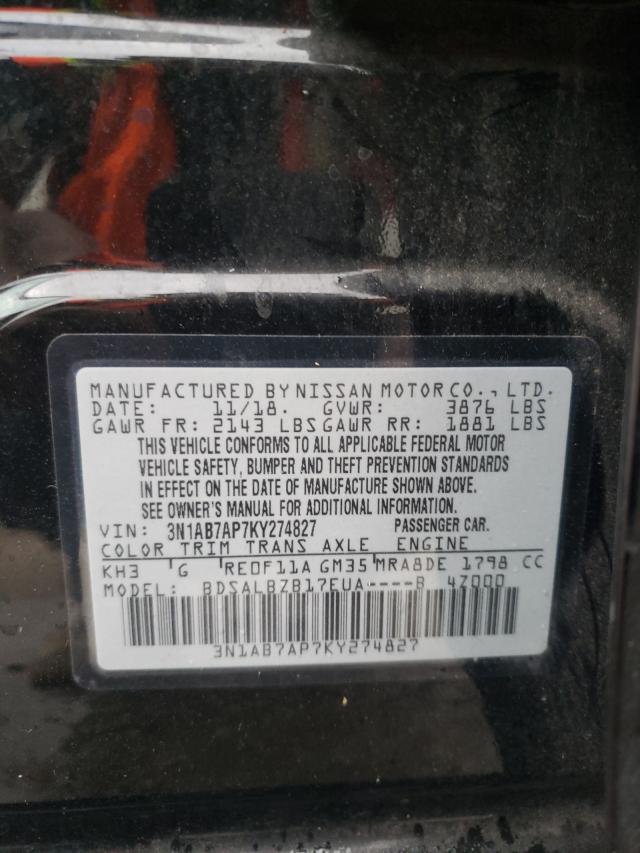 MANUFACTURED BY NISSAN MOTOR CO., LTD.
DATE: 11/18. GVWR: 3876 LBS
GAWR FR: 2143 LBS GAWR RR: 1881 LBS
THIS VEHICLE CONFORMS TO ALL APPLICABLE FEDERAL MOTOR
VEHICLE SAFETY, BUMPER AND THEFT PREVENTION STANDARDS
IN EFFECT ON THE DATE OF MANUFACTURE SHOWN ABOVE.
SEE OWNER'S MANUAL FOR ADDITIONAL INFORMATION.
VIN: 3N1AB7AP7KY274827 PASSENGER CAR.
COLOR TRIM TRANS AXLE ENGINE
KH3 G RE0F11A GM35 MRA8DE 1798 CC
MODEL: BDSALBZB17EUA----B 4Z000
3N1AB7AP7KY274827